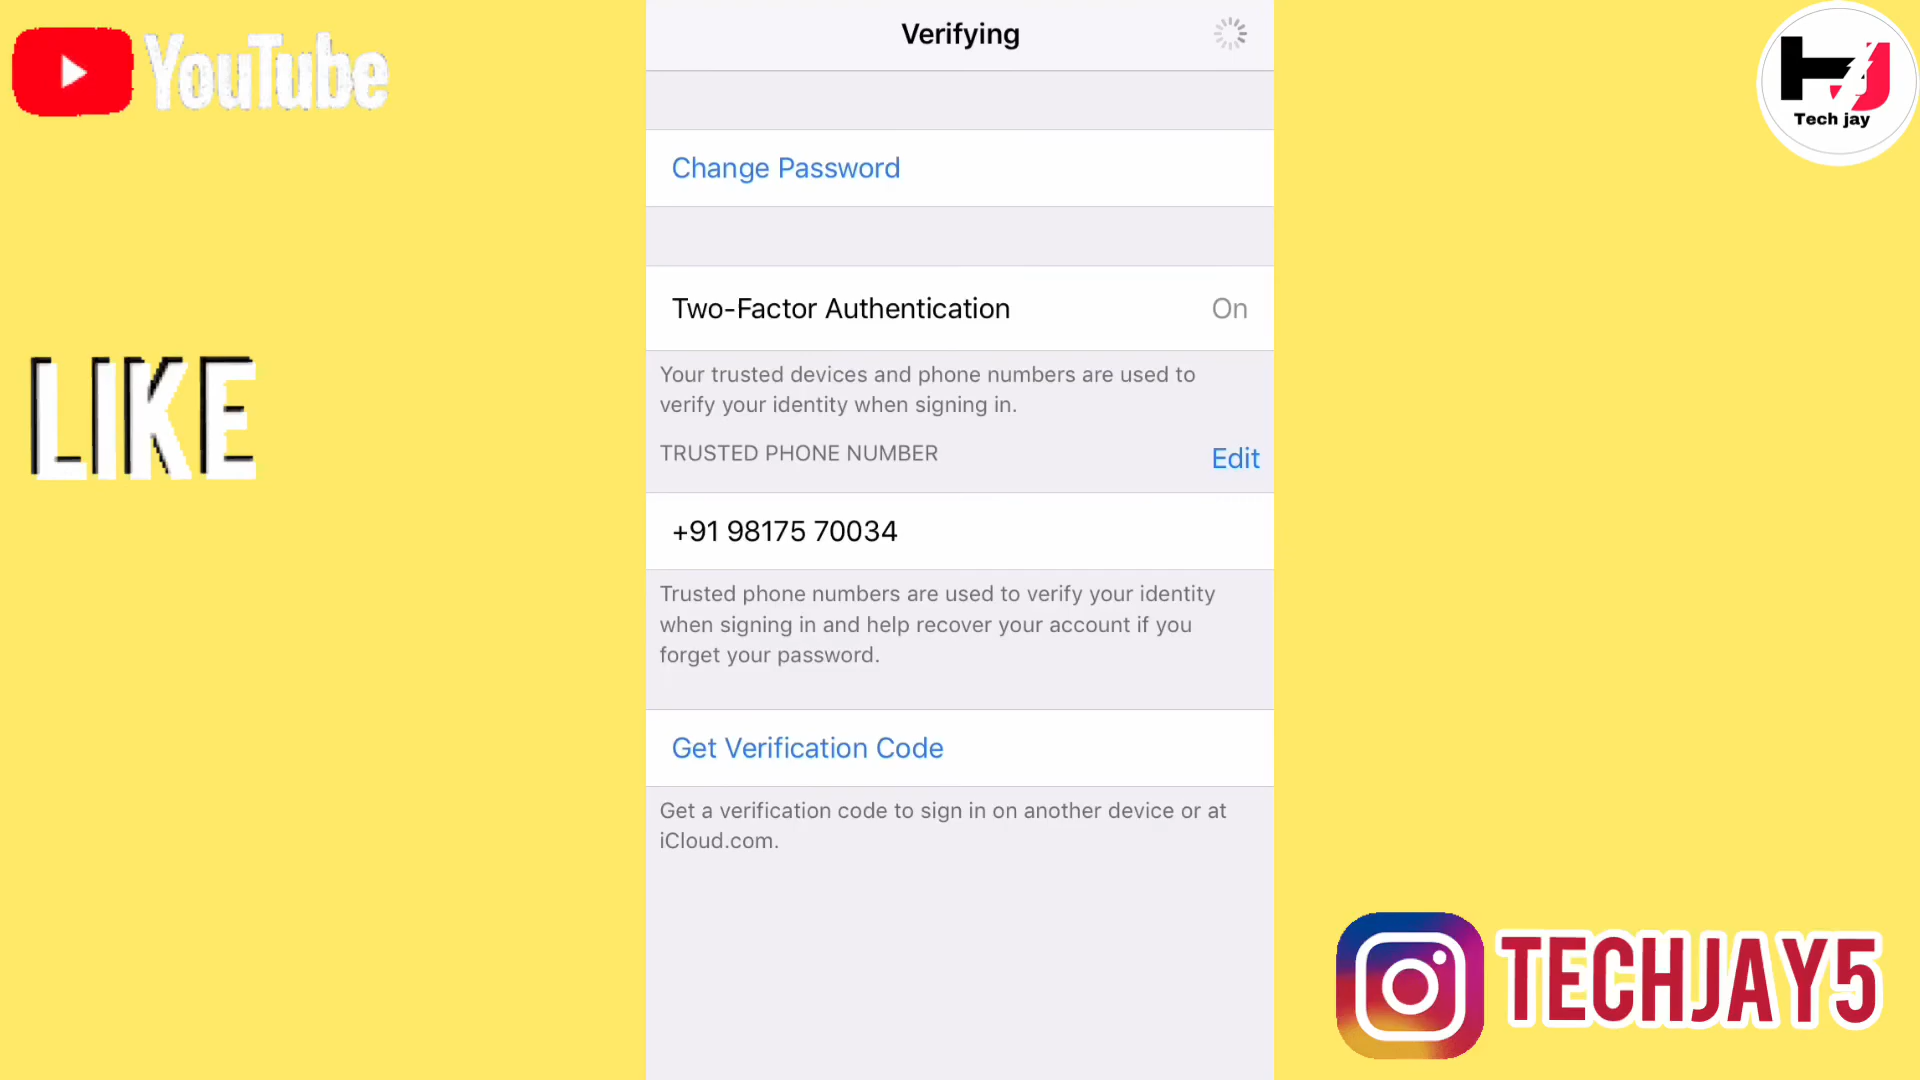 YouTube
Verifying
Tech jay
Change Password
LIKE
Two-Factor Authentication On
Your trusted devices and phone numbers are used to
verify your identity when signing in.
TRUSTED PHONE NUMBER Edit
+91 98175 70034
Trusted phone numbers are used to verify your identity
when signing in and help recover your account if you
forget your password.
Get Verification Code
Get a verification code to sign in on another device or at
iCloud.com.
TECHJAY5